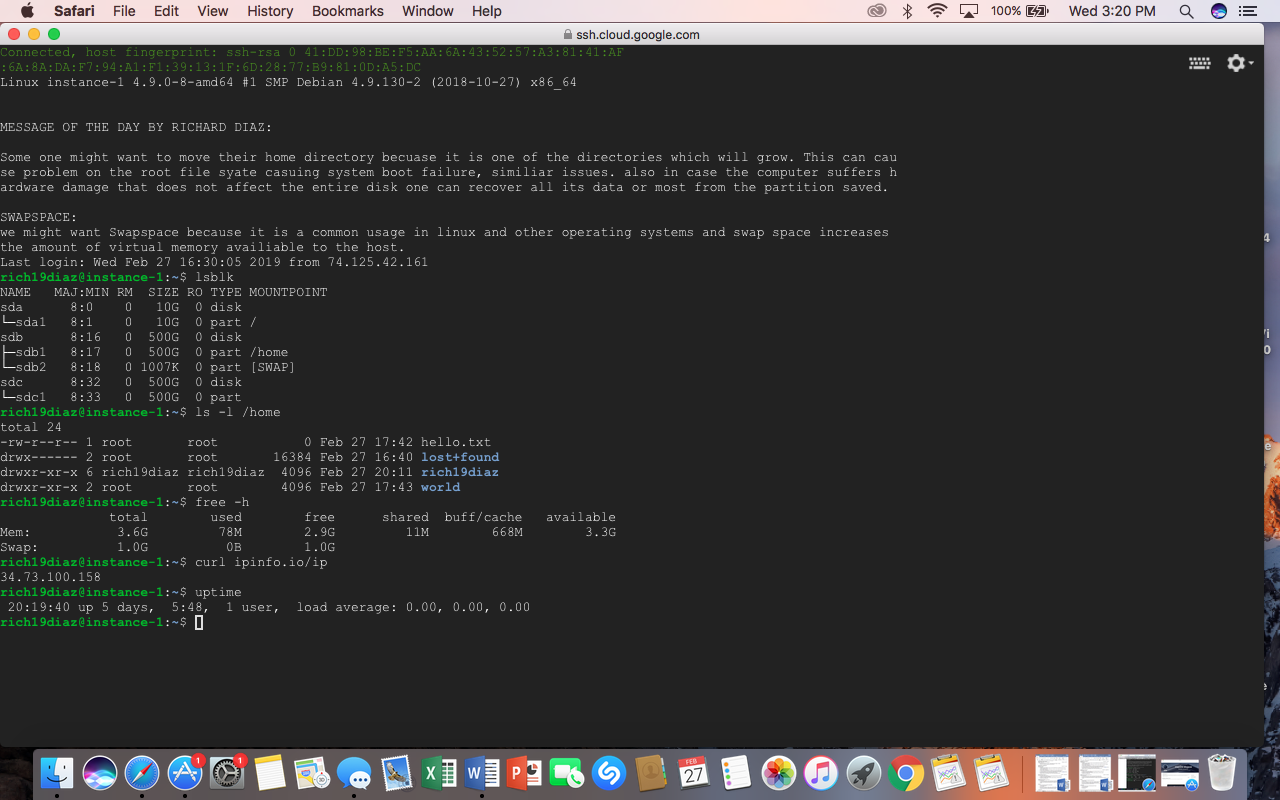 Safari File Edit View History Bookmarks Window Help 100% Wed 3:20 PM
ssh.cloud.google.com
Connected, host fingerprint: ssh-rsa 0 41:DD:98:BE:F5:AA:6A:43:52:57:A3:81:41:AF
:6A:8A:DA:F7:94:A1:F1:39:13:1F:6D:28:77:B9:81:0D:A5:DC
Linux instance-1 4.9.0-8-amd64 #1 SMP Debian 4.9.130-2 (2018-10-27) x86_64
MESSAGE OF THE DAY BY RICHARD DIAZ:
Some one might want to move their home directory becuase it is one of the directories which will grow. This can cau
se problem on the root file syate casuing system boot failure, similiar issues. also in case the computer suffers h
ardware damage that does not affect the entire disk one can recover all its data or most from the partition saved.
SWAPSPACE:
we might want Swapspace because it is a common usage in linux and other operating systems and swap space increases
the amount of virtual memory availiable to the host.
Last login: Wed Feb 27 16:30:05 2019 from 74.125.42.161
rich19diaz@instance-1:~$ lsblk
NAME   MAJ:MIN RM  SIZE RO TYPE MOUNTPOINT
sda      8:0    0   10G  0 disk
└─sda1   8:1    0   10G  0 part /
sdb      8:16   0  500G  0 disk
├─sdb1   8:17   0  500G  0 part /home
└─sdb2   8:18   0 1007K  0 part [SWAP]
sdc      8:32   0  500G  0 disk
└─sdc1   8:33   0  500G  0 part
rich19diaz@instance-1:~$ ls -l /home
total 24
-rw-r--r-- 1 root       root           0 Feb 27 17:42 hello.txt
drwx------ 2 root       root       16384 Feb 27 16:40 lost+found
drwxr-xr-x 6 rich19diaz rich19diaz  4096 Feb 27 20:11 rich19diaz
drwxr-xr-x 2 root       root        4096 Feb 27 17:43 world
rich19diaz@instance-1:~$ free -h
              total        used        free      shared  buff/cache   available
Mem:           3.6G         78M        2.9G         11M        668M        3.3G
Swap:          1.0G          0B        1.0G
rich19diaz@instance-1:~$ curl ipinfo.io/ip
34.73.100.158
rich19diaz@instance-1:~$ uptime
 20:19:40 up 5 days,  5:48,  1 user,  load average: 0.00, 0.00, 0.00
rich19diaz@instance-1:~$
1 1 FEB
27